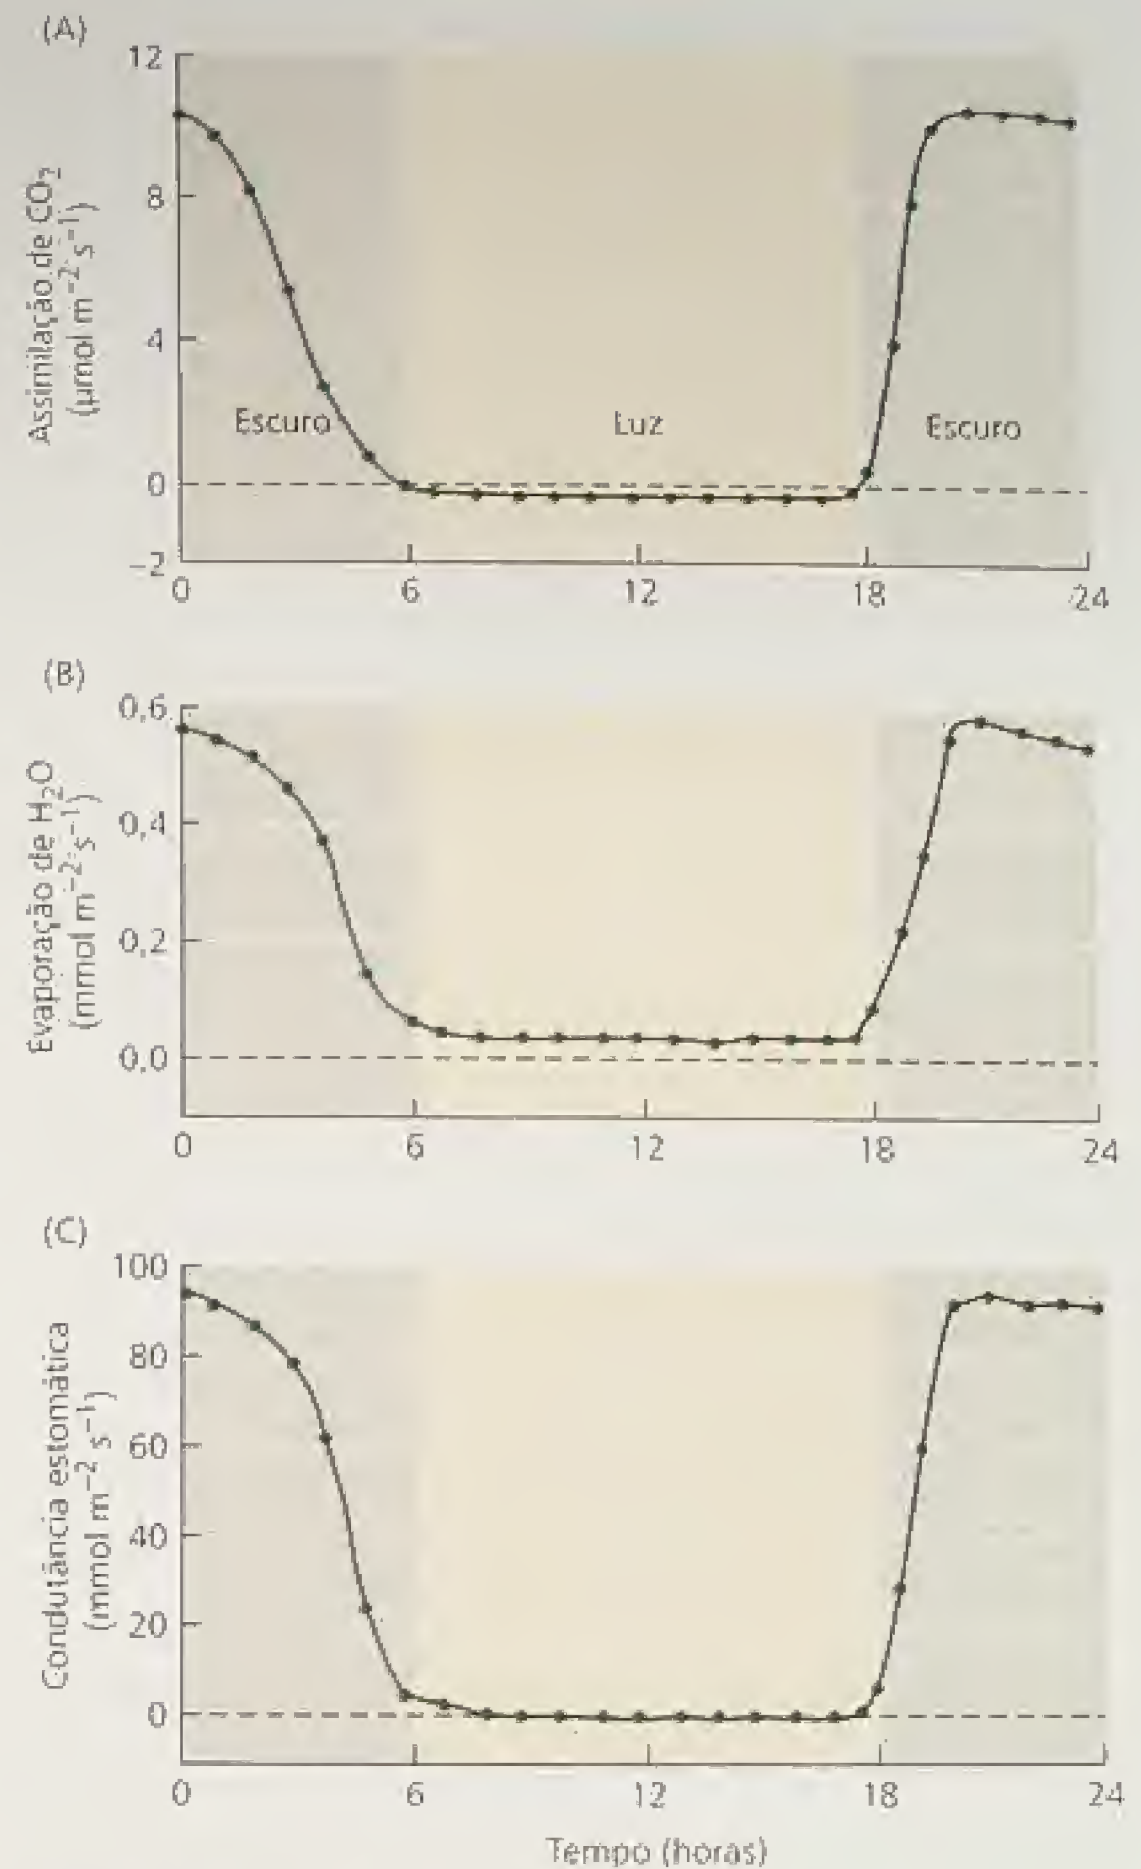 (A)
12
8
4
0
−2
Assimilação de CO₂
(μmol m⁻² s⁻¹)
Escuro
Luz
Escuro
0
6
12
18
24
(B)
0,6
0,4
0,2
0,0
Evaporação de H₂O
(mmol m⁻² s⁻¹)
0
6
12
18
24
(C)
100
80
60
40
20
0
Condutância estomática
(mmol m⁻² s⁻¹)
0
6
12
18
24
Tempo (horas)